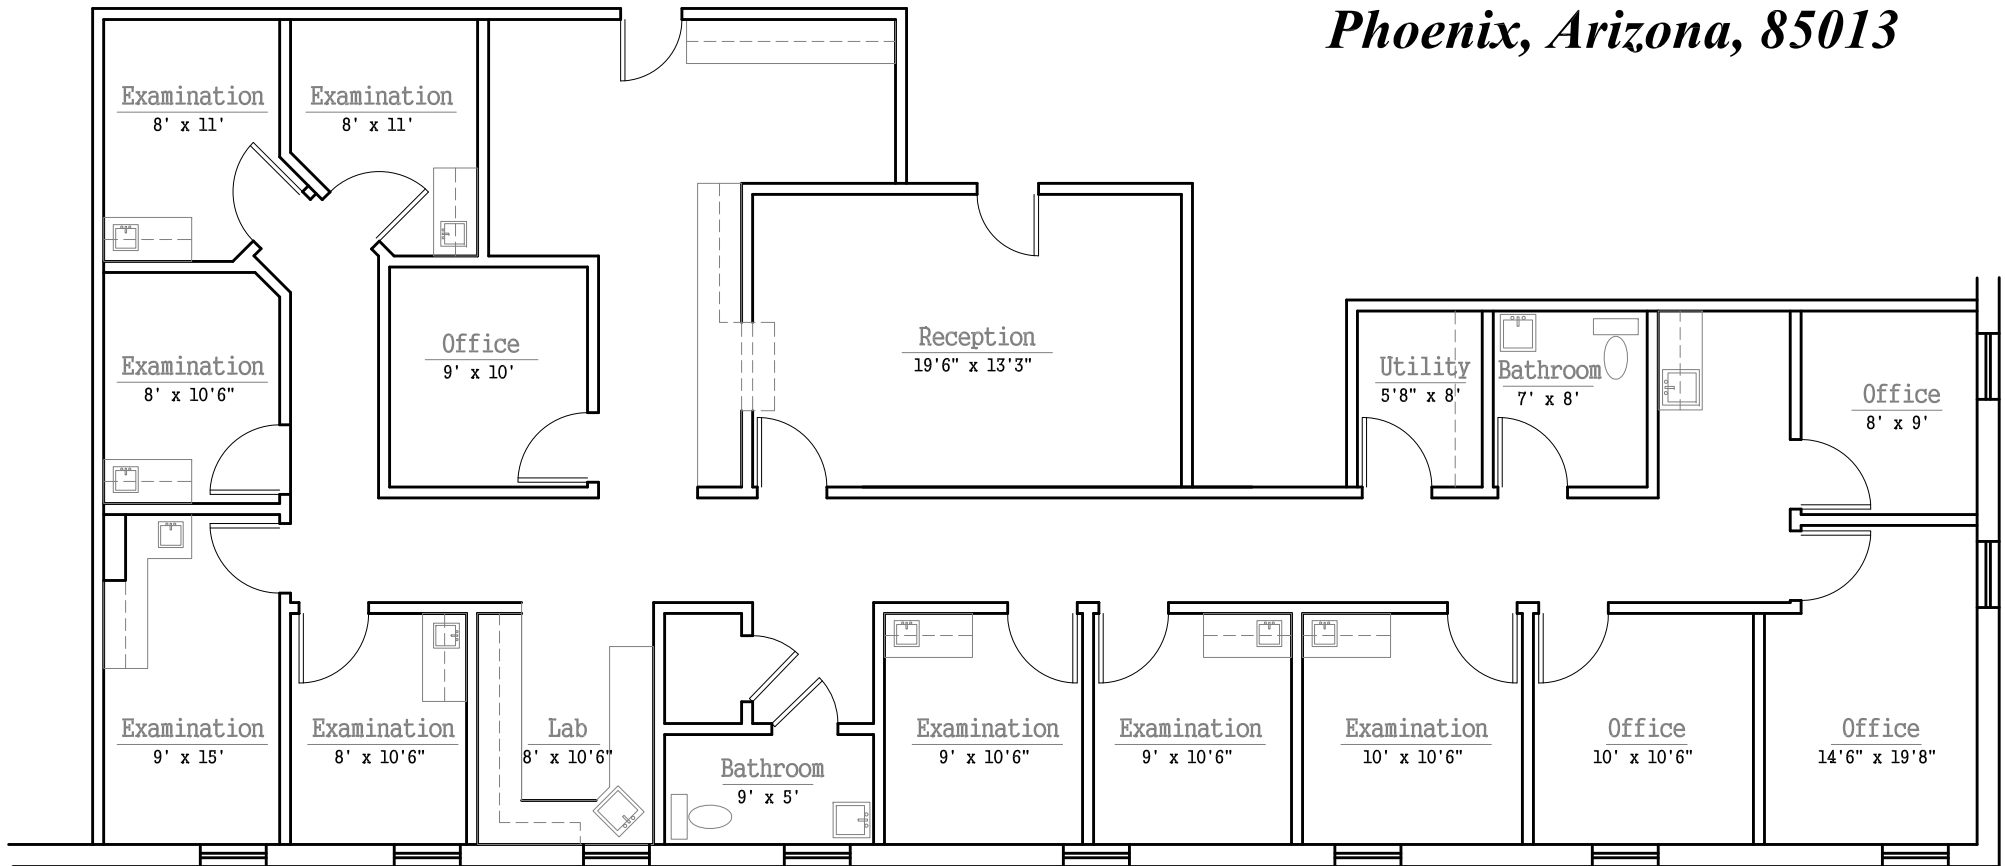 Phoenix, Arizona, 85013
Examination
8' x 11'
Examination
8' x 11'
Reception
19'6" x 13'3"
Office
9' x 10'
Examination
8' x 10'6"
Utility
5'8" x 8'
Bathroom
7' x 8'
Office
8' x 9'
Examination
9' x 15'
Examination
8' x 10'6"
Lab
8' x 10'6"
Bathroom
9' x 5'
Examination
9' x 10'6"
Examination
9' x 10'6"
Examination
10' x 10'6"
Office
10' x 10'6"
Office
14'6" x 19'8"